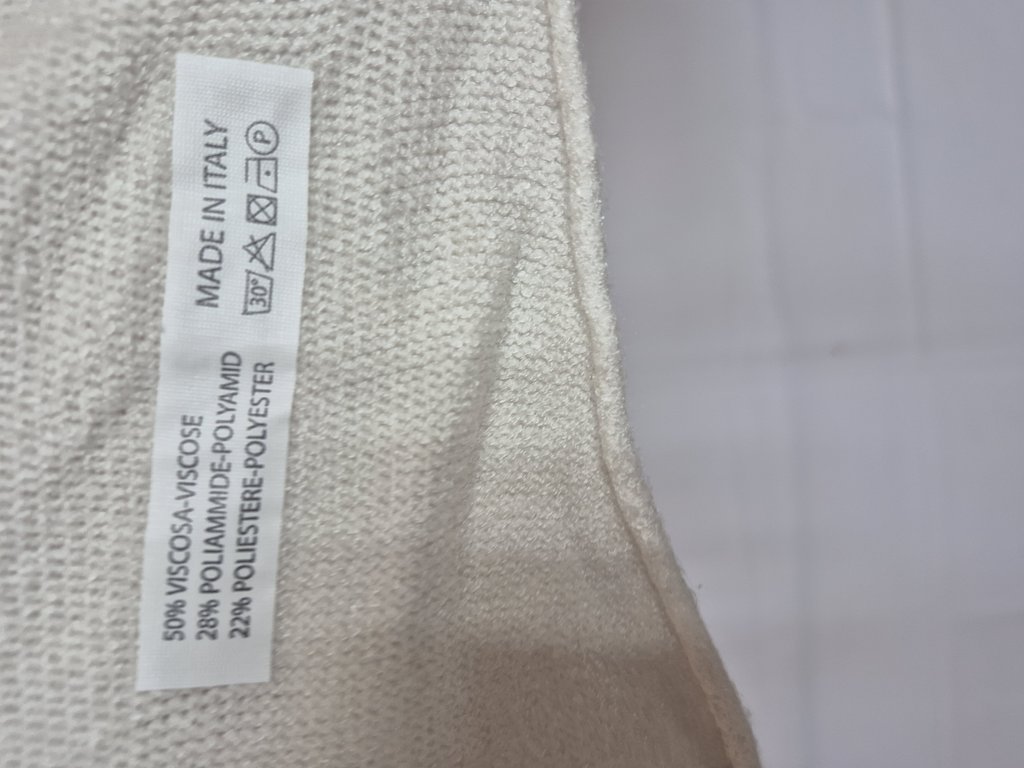 50% VISCOSA-VISCOSE
28% POLIAMMIDE-POLYAMID
22% POLIESTERE-POLYESTER
MADE IN ITALY
30° P